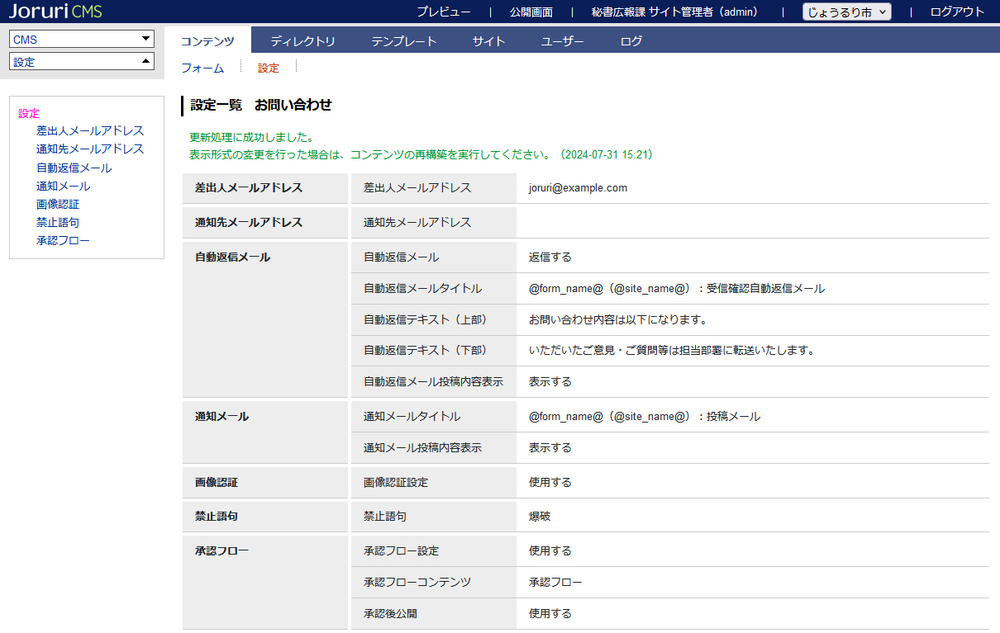 Joruri CMS
プレビュー | 公開画面 | 秘書広報課 サイト管理者（admin） | じょうるり市 | ログアウト
CMS
設定
コンテンツ ディレクトリ テンプレート サイト ユーザー ログ
フォーム 設定
設定
差出人メールアドレス
通知先メールアドレス
自動返信メール
通知メール
画像認証
禁止語句
承認フロー
設定一覧 お問い合わせ
更新処理に成功しました。
表示形式の変更を行った場合は、コンテンツの再構築を実行してください。（2024-07-31 15:21）
差出人メールアドレス 差出人メールアドレス joruri@example.com
通知先メールアドレス 通知先メールアドレス
自動返信メール 自動返信メール 返信する
自動返信メールタイトル @form_name@（@site_name@）：受信確認自動返信メール
自動返信テキスト（上部） お問い合わせ内容は以下になります。
自動返信テキスト（下部） いただいたご意見・ご質問等は担当部署に転送いたします。
自動返信メール投稿内容表示 表示する
通知メール 通知メールタイトル @form_name@（@site_name@）：投稿メール
通知メール投稿内容表示 表示する
画像認証 画像認証設定 使用する
禁止語句 禁止語句 爆破
承認フロー 承認フロー設定 使用する
承認フローコンテンツ 承認フロー
承認後公開 使用する